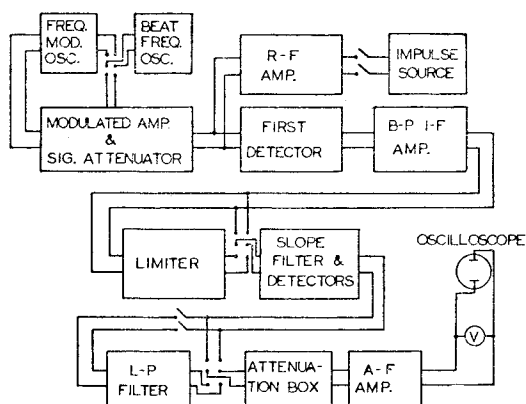 FREQ.
MOD.
OSC.
BEAT
FREQ.
OSC.
R-F
AMP.
IMPULSE
SOURCE
MODULATED AMP.
&
SIG. ATTENUATOR
FIRST
DETECTOR
B-P I-F
AMP.
LIMITER
SLOPE
FILTER &
DETECTORS
OSCILLOSCOPE
V
L-P
FILTER
ATTENUA-
TION BOX
A-F
AMP.